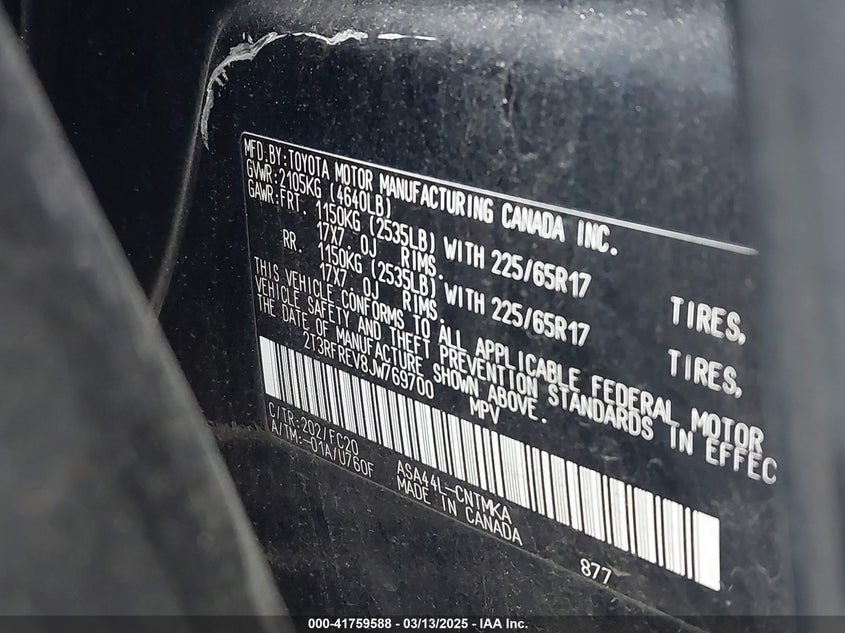 MFD.BY:TOYOTA MOTOR MANUFACTURING CANADA INC.
GVWR:2105KG (4640LB)
GAWR:FRT. 1150KG (2535LB) WITH 225/65R17 TIRES,
17X7.0J RIMS.
RR. 1150KG (2535LB) WITH 225/65R17 TIRES,
17X7.0J RIMS.
THIS VEHICLE CONFORMS TO ALL APPLICABLE FEDERAL MOTOR
VEHICLE SAFETY AND THEFT PREVENTION STANDARDS IN EFFEC
THE DATE OF MANUFACTURE SHOWN ABOVE.
2T3RFREV8JW769700 MPV
C/TR:202/FC20 ASA44L-CNTMKA
A/TM:-01A/U760F MADE IN CANADA
877
000-41759588 - 03/13/2025 - IAA Inc.